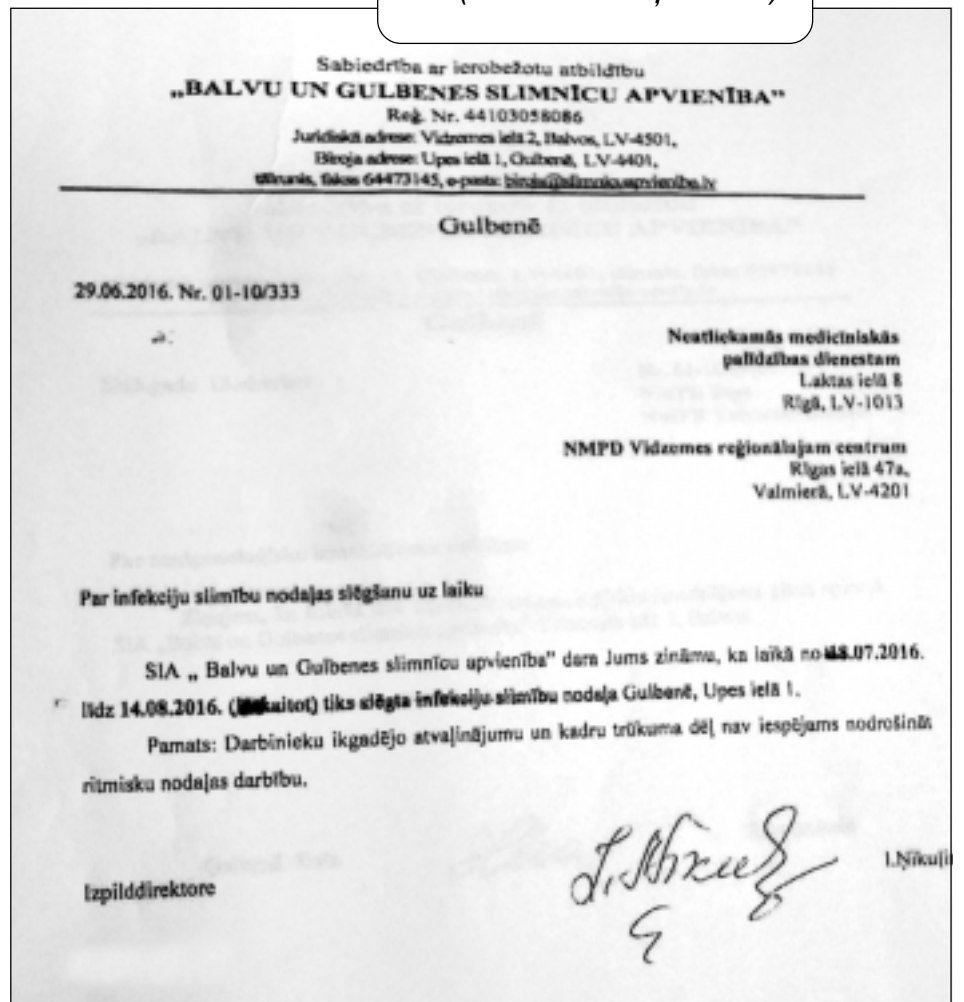 Sabiedrība ar ierobežotu atbildību
„BALVU UN GULBENES SLIMNĪCU APVIENĪBA”
Reģ. Nr. 44103058086
Juridiskā adrese: Vidzemes ielā 2, Balvos, LV-4501,
Biroja adrese: Upes ielā 1, Gulbenē, LV-4401,
tālrunis, fakss 64473145, e-pasts:
Gulbenē
29.06.2016. Nr. 01-10/333
Neatliekamās medicīniskās
palīdzības dienestam
Laktas ielā 8
Rīgā, LV-1013
NMPD Vidzemes reģionālajam centrum
Rīgas ielā 47a,
Valmierā, LV-4201
Par infekciju slimību nodaļas slēgšanu uz laiku
SIA „ Balvu un Gulbenes slimnīcu apvienība” dara Jums zināmu, ka laikā no
līdz 14.08.2016. tiks slēgta infekciju slimību nodaļa Gulbenē, Upes ielā 1.
Pamats: Darbinieku ikgadējo atvaļinājumu un kadru trūkuma dēļ nav iespējams nodrošināt
ritmisku nodaļas darbību.
Izpilddirektore